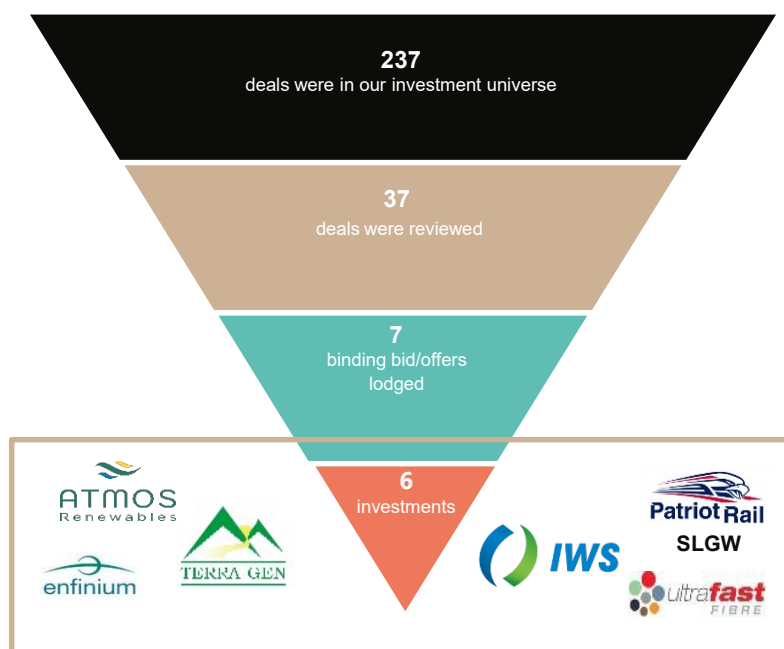 237
deals were in our investment universe
37
deals were reviewed
7
binding bid/offers
lodged
6
investments
ATMOS
Renewables
enfinium
TERRA GEN
IWS
Patriot Rail
SLGW
ultrafast
FIBRE